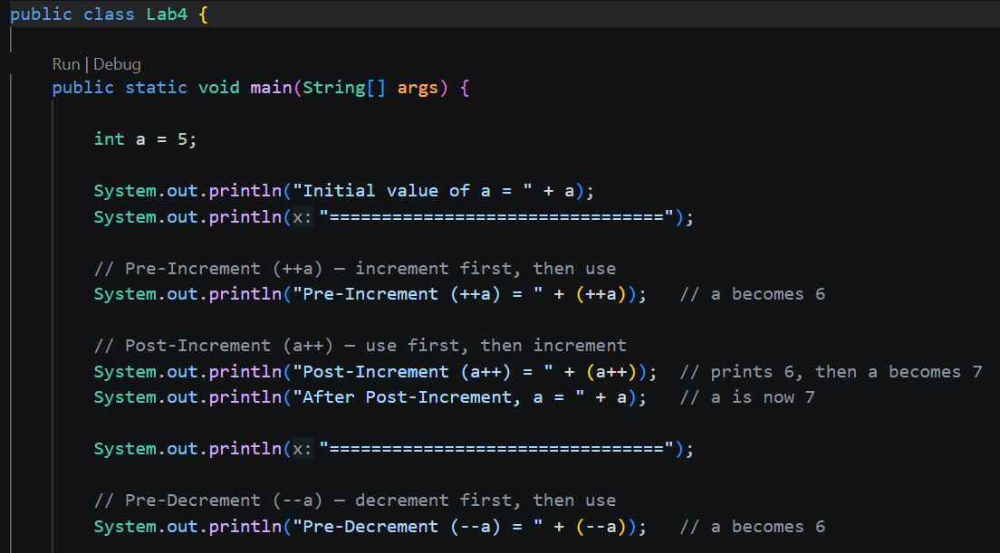 public class Lab4 {
Run | Debug
public static void main(String[] args) {
int a = 5;
System.out.println("Initial value of a = " + a);
System.out.println(x: "================================");
// Pre-Increment (++a) — increment first, then use
System.out.println("Pre-Increment (++a) = " + (++a));   // a becomes 6
// Post-Increment (a++) — use first, then increment
System.out.println("Post-Increment (a++) = " + (a++));  // prints 6, then a becomes 7
System.out.println("After Post-Increment, a = " + a);   // a is now 7
System.out.println(x: "================================");
// Pre-Decrement (--a) — decrement first, then use
System.out.println("Pre-Decrement (--a) = " + (--a));   // a becomes 6